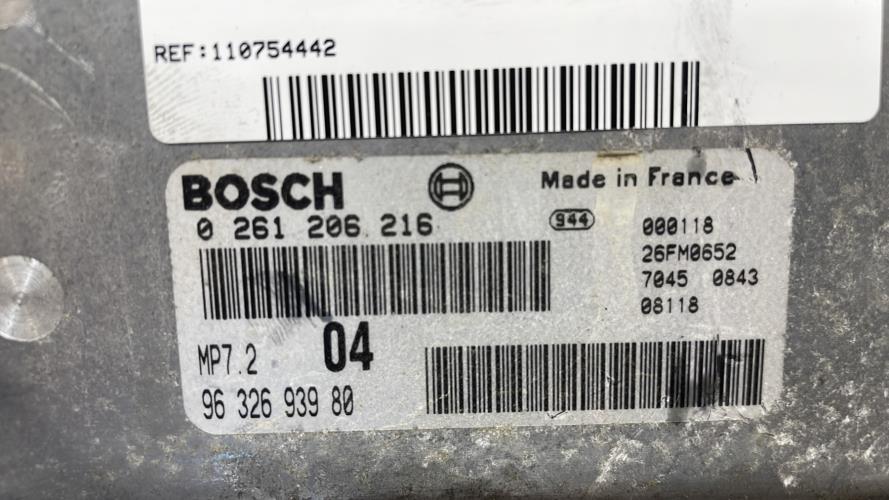 REF:110754442
BOSCH
Made in France
0 261 206 216
944
000118
26FM0652
7045 0843
08118
MP7.2
04
96 326 939 80